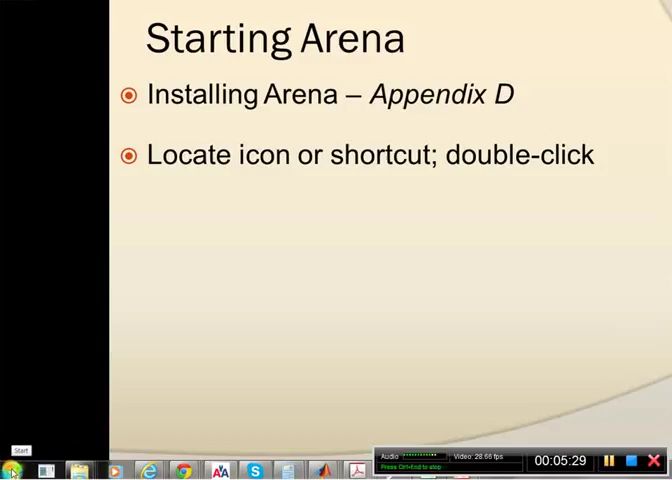 Starting Arena
Installing Arena – Appendix D
Locate icon or shortcut; double-click
Start
Audio
Video: 28.66 fps
Press Ctrl+End to stop
00:05:29
AA